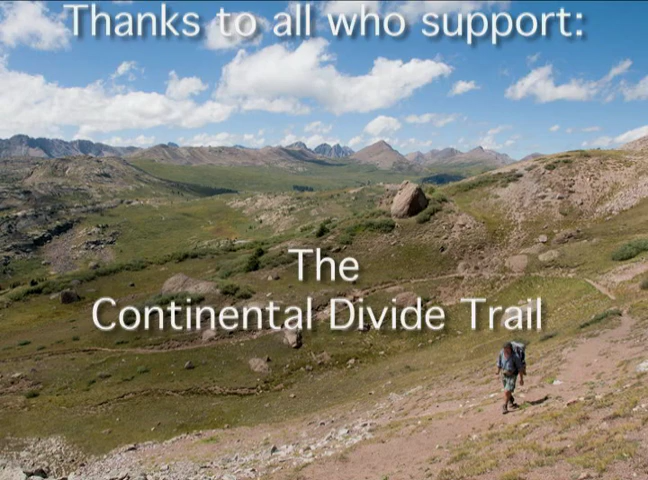 Thanks to all who support:
The
Continental Divide Trail